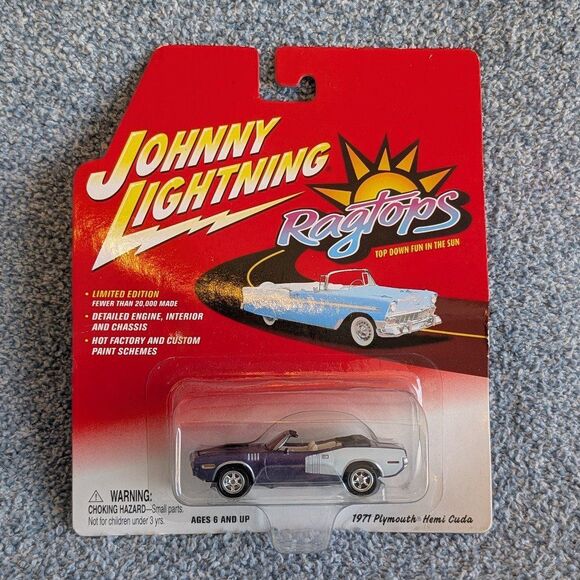 JOHNNY
LIGHTNING
Ragtops
TOP DOWN FUN IN THE SUN
• LIMITED EDITION
FEWER THAN 20,000 MADE
• DETAILED ENGINE, INTERIOR
AND CHASSIS
• HOT FACTORY AND CUSTOM
PAINT SCHEMES
WARNING:
CHOKING HAZARD—Small parts.
Not for children under 3 yrs.
AGES 6 AND UP
1971 Plymouth® Hemi Cuda